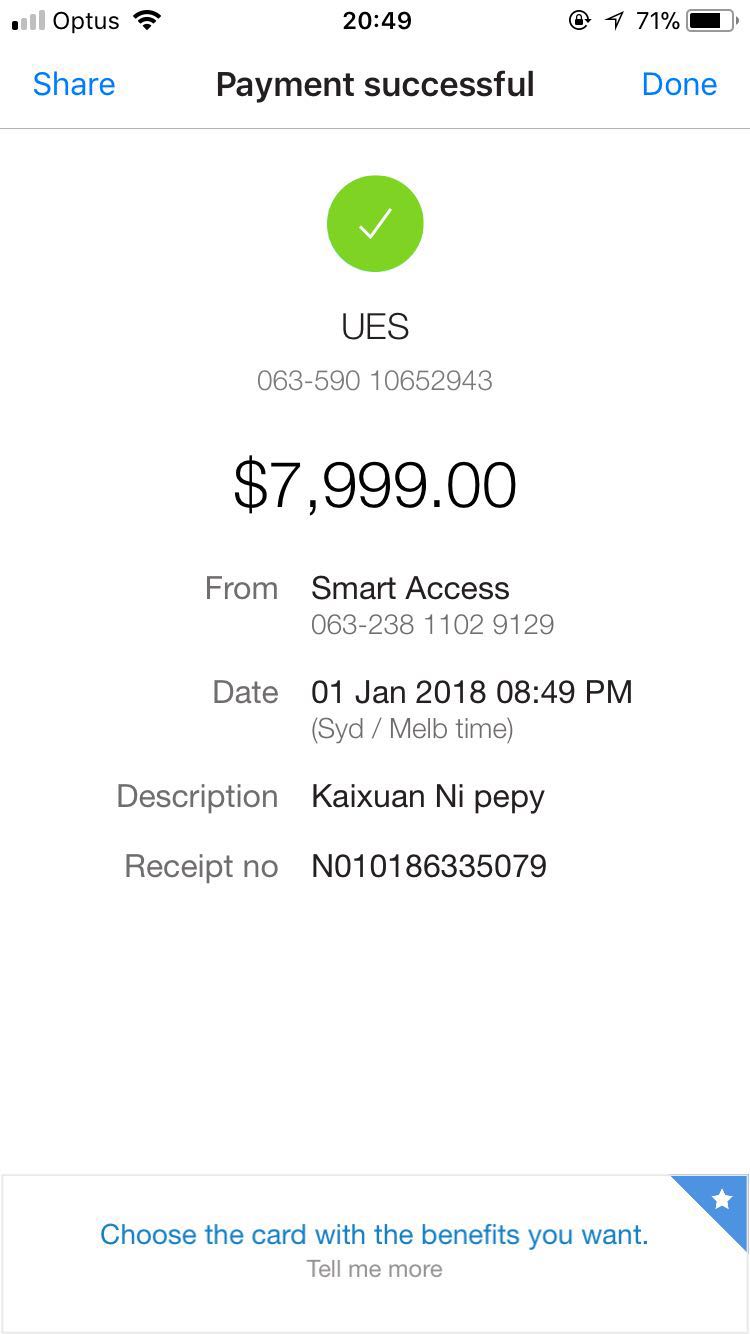 Optus 20:49 71%
Share Payment successful Done
UES
063-590 10652943
$7,999.00
From Smart Access
063-238 1102 9129
Date 01 Jan 2018 08:49 PM
(Syd / Melb time)
Description Kaixuan Ni pepy
Receipt no N010186335079
Choose the card with the benefits you want.
Tell me more